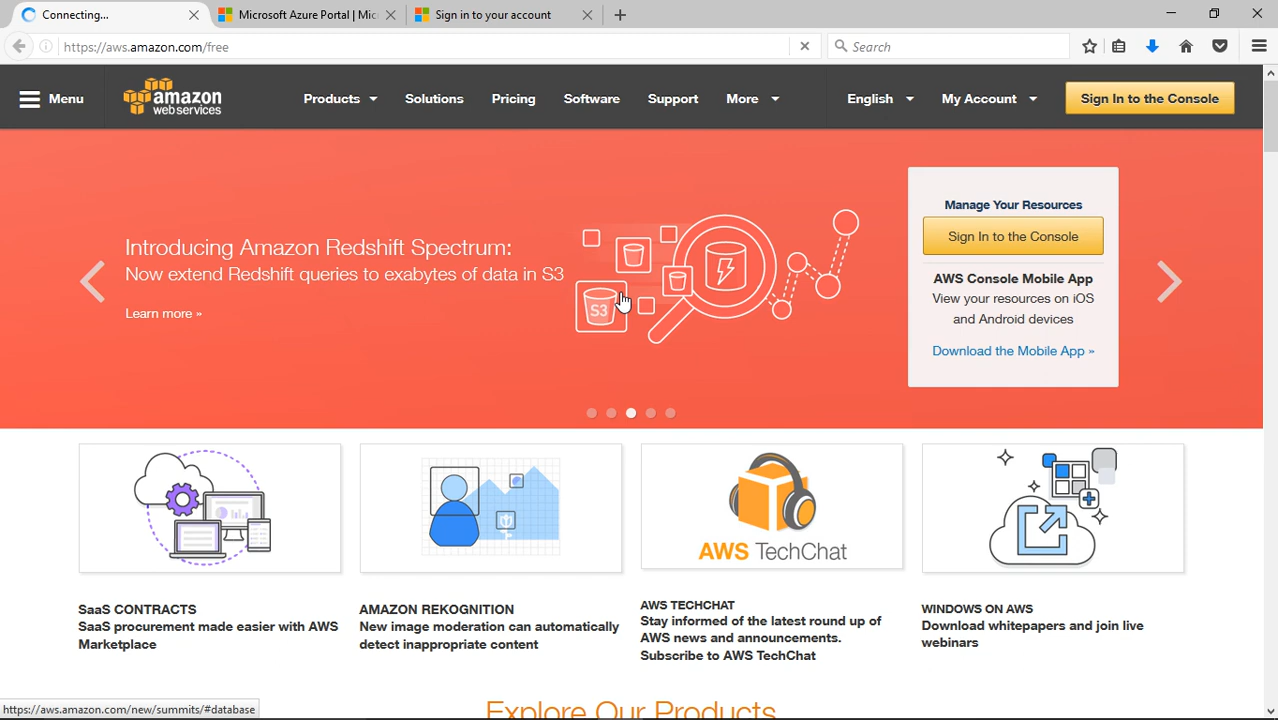 Connecting...
Microsoft Azure Portal | Mic
Sign in to your account
https://aws.amazon.com/free
Search
Menu
amazon
web services
Products
Solutions
Pricing
Software
Support
More
English
My Account
Sign In to the Console
Introducing Amazon Redshift Spectrum:
Now extend Redshift queries to exabytes of data in S3
Learn more »
S3
Manage Your Resources
Sign In to the Console
AWS Console Mobile App
View your resources on iOS
and Android devices
Download the Mobile App »
AWS TechChat
SaaS CONTRACTS
SaaS procurement made easier with AWS
Marketplace
AMAZON REKOGNITION
New image moderation can automatically
detect inappropriate content
AWS TECHCHAT
Stay informed of the latest round up of
AWS news and announcements.
Subscribe to AWS TechChat
WINDOWS ON AWS
Download whitepapers and join live
webinars
https://aws.amazon.com/new/summits/#database
Explore Our Products